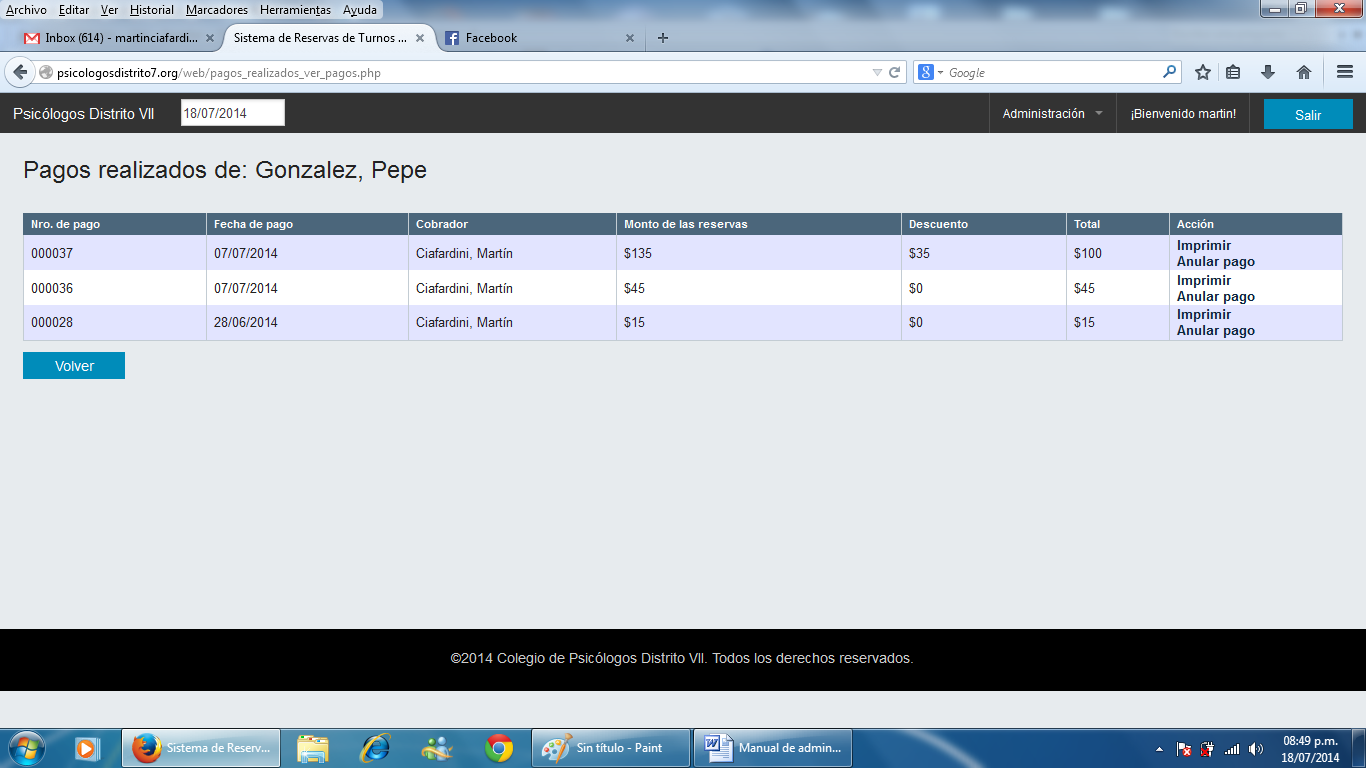 Archivo Editar Ver Historial Marcadores Herramientas Ayuda
Inbox (614) - martinciafardi... Sistema de Reservas de Turnos ... Facebook
psicologosdistrito7.org/web/pagos_realizados_ver_pagos.php Google
Psicólogos Distrito VII 18/07/2014 Administración ¡Bienvenido martin! Salir
Pagos realizados de: Gonzalez, Pepe
Nro. de pago Fecha de pago Cobrador Monto de las reservas Descuento Total Acción
000037 07/07/2014 Ciafardini, Martín $135 $35 $100 Imprimir
Anular pago
000036 07/07/2014 Ciafardini, Martín $45 $0 $45 Imprimir
Anular pago
000028 28/06/2014 Ciafardini, Martín $15 $0 $15 Imprimir
Anular pago
Volver
©2014 Colegio de Psicólogos Distrito VII. Todos los derechos reservados.
Sistema de Reserv... Sin título - Paint Manual de admin... 08:49 p.m.
18/07/2014